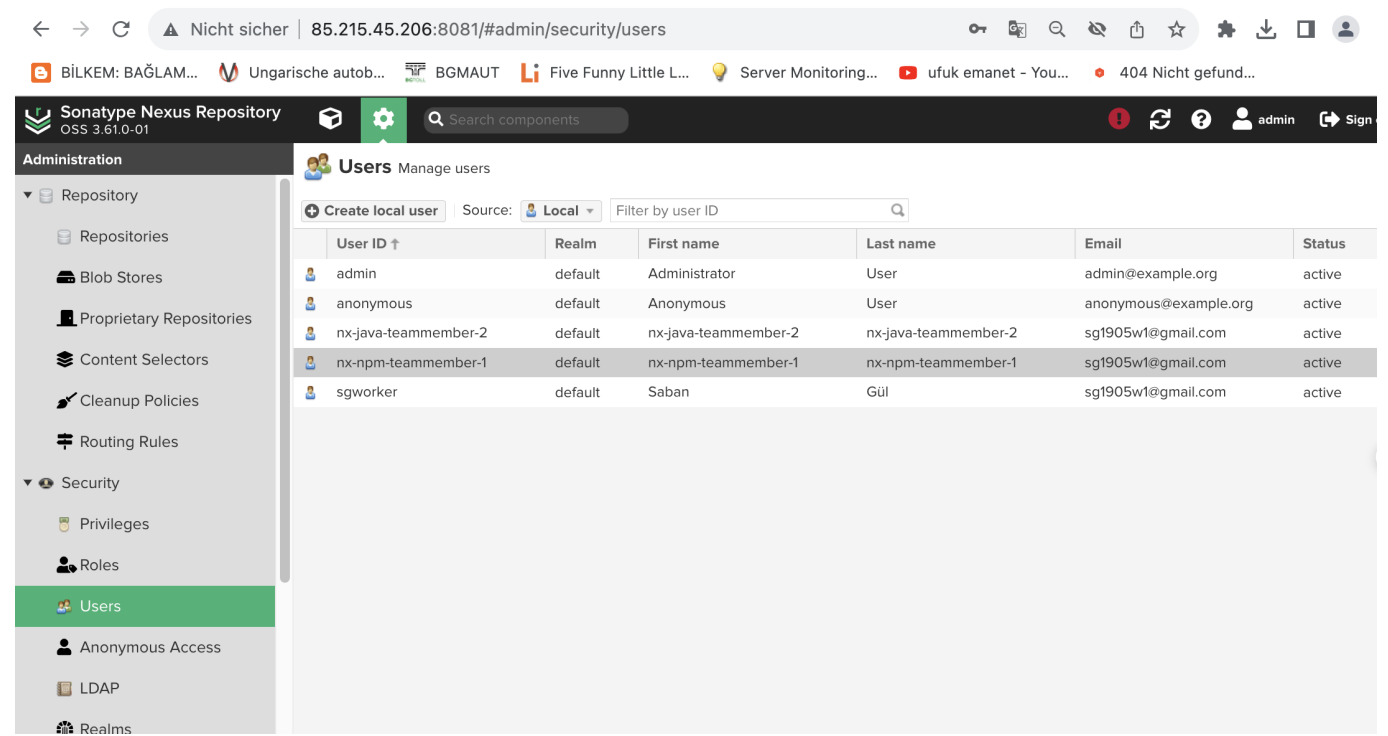 Nicht sicher | 85.215.45.206:8081/#admin/security/users
BİLKEM: BAĞLAM... Ungarische autob... BGMAUT Five Funny Little L... Server Monitoring... ufuk emanet - You... 404 Nicht gefund...
Sonatype Nexus Repository
OSS 3.61.0-01
Search components
admin
Sign
Administration
Repository
Repositories
Blob Stores
Proprietary Repositories
Content Selectors
Cleanup Policies
Routing Rules
Security
Privileges
Roles
Users
Anonymous Access
LDAP
Realms
Users Manage users
Create local user Source: Local Filter by user ID
User ID Realm First name Last name Email Status
admin default Administrator User admin@example.org active
anonymous default Anonymous User anonymous@example.org active
nx-java-teammember-2 default nx-java-teammember-2 nx-java-teammember-2 sg1905w1@gmail.com active
nx-npm-teammember-1 default nx-npm-teammember-1 nx-npm-teammember-1 sg1905w1@gmail.com active
sgworker default Saban Gül sg1905w1@gmail.com active